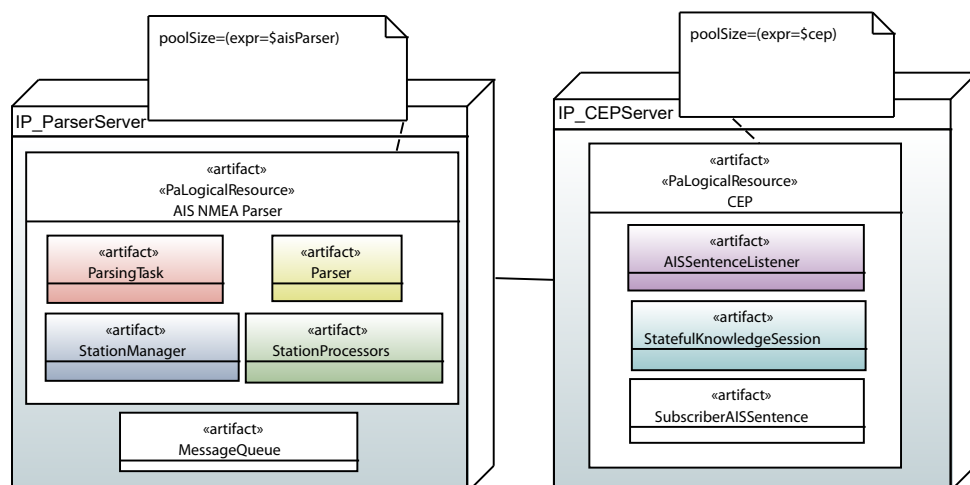 poolSize=(expr=$aisParser)
IP_ParserServer
«artifact»
«PaLogicalResource»
AIS NMEA Parser
«artifact»
ParsingTask
«artifact»
Parser
«artifact»
StationManager
«artifact»
StationProcessors
«artifact»
MessageQueue
poolSize=(expr=$cep)
IP_CEPServer
«artifact»
«PaLogicalResource»
CEP
«artifact»
AISSentenceListener
«artifact»
StatefulKnowledgeSession
«artifact»
SubscriberAISSentence